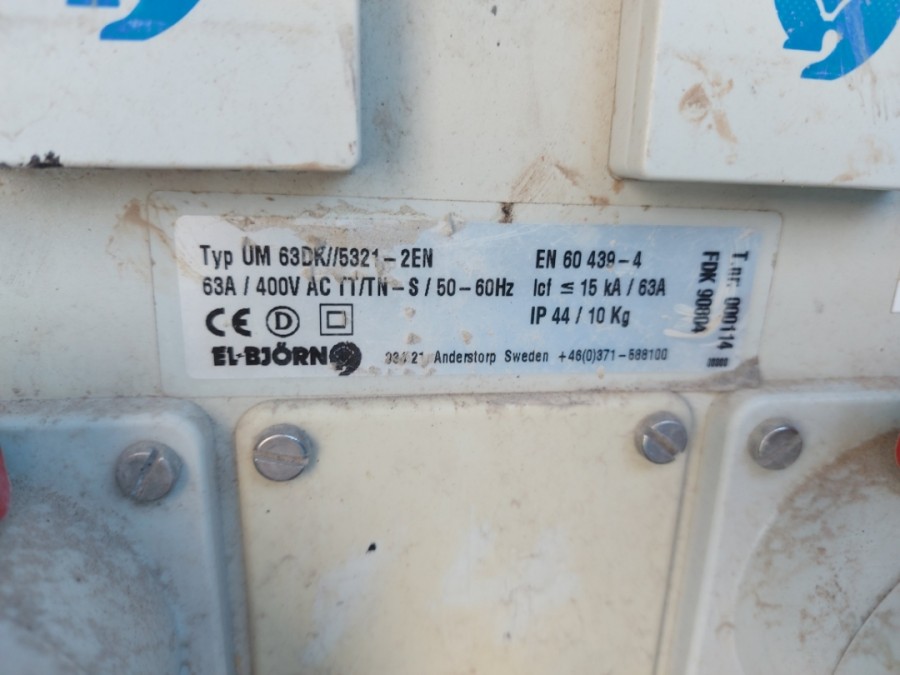 Typ UM 63DK//5321-2EN
63A / 400V AC TT/TN-S / 50-60Hz
CE D
EL-BJÖRN
Anderstorp Sweden +46(0)371-588100
EN 60 439-4
Icf ≤ 15 kA / 63A
IP 44 / 10 Kg
T.nr. 000114
FDK 90804